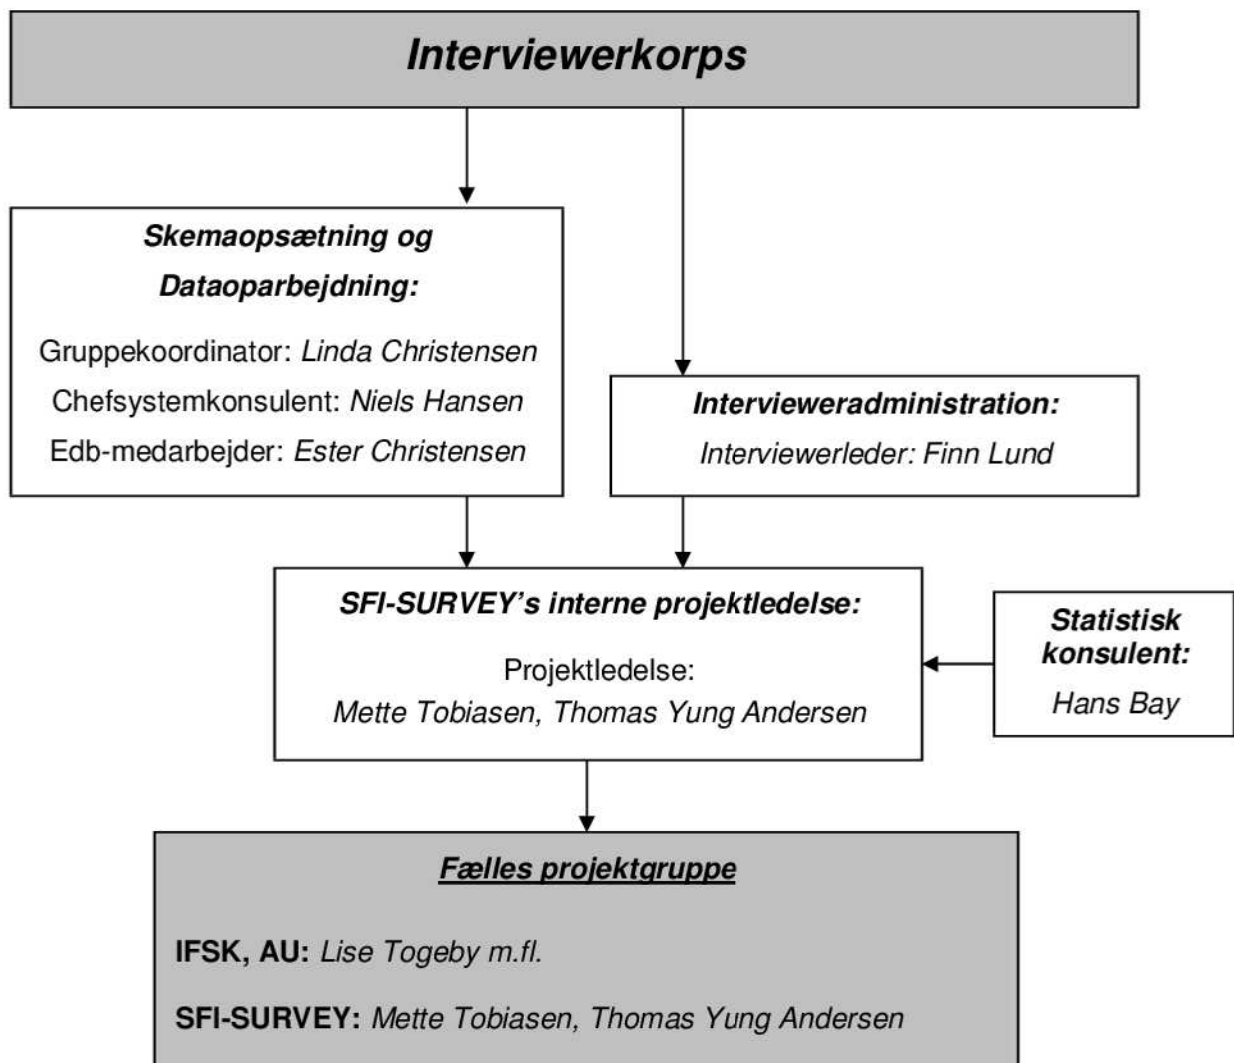 Interviewerkorps
Skemaopsætning og
Dataoparbejdning:
Gruppekoordinator: Linda Christensen
Chefsystemkonsulent: Niels Hansen
Edb-medarbejder: Ester Christensen
Intervieweradministration:
Interviewerleder: Finn Lund
SFI-SURVEY’s interne projektledelse:
Projektledelse:
Mette Tobiasen, Thomas Yung Andersen
Statistisk
konsulent:
Hans Bay
Fælles projektgruppe
IFSK, AU: Lise Togeby m.fl.
SFI-SURVEY: Mette Tobiasen, Thomas Yung Andersen